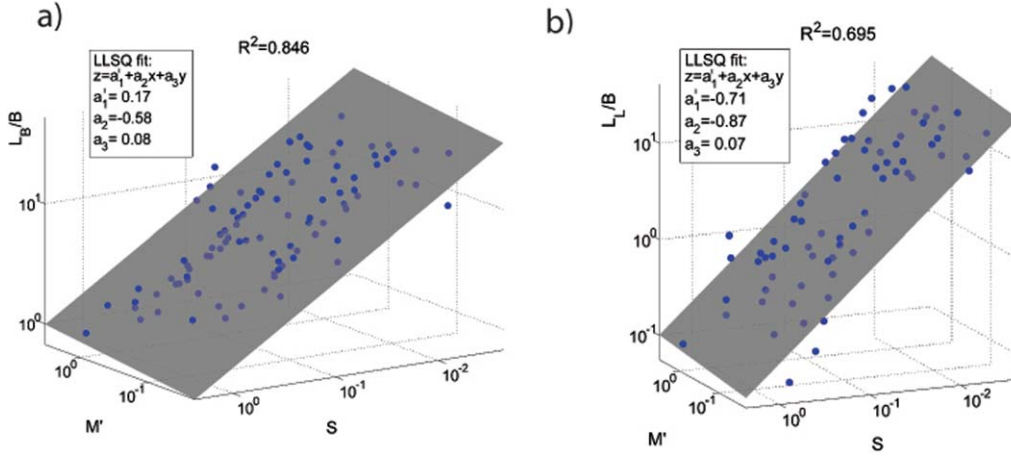 a)
R²=0.846
LLSQ fit:
z=a'₁+a₂x+a₃y
a'₁= 0.17
a₂=-0.58
a₃= 0.08
L_B/B
10¹
10⁰
10⁰
10⁻¹
M'
10⁰
10⁻¹
10⁻²
S
b)
R²=0.695
LLSQ fit:
z=a'₁+a₂x+a₃y
a'₁=-0.71
a₂=-0.87
a₃= 0.07
L_L/B
10¹
10⁰
10⁻¹
10⁰
10⁻¹
M'
10⁰
10⁻¹
10⁻²
S